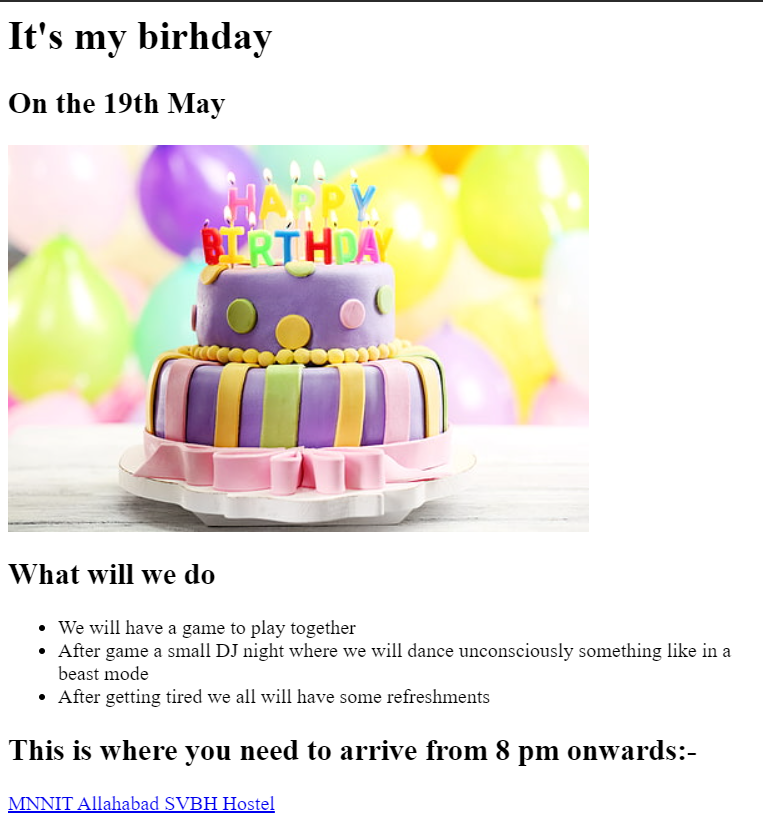 It's my birhday
On the 19th May
HAPPY
BIRTHDAY
What will we do
We will have a game to play together
After game a small DJ night where we will dance unconsciously something like in a
beast mode
After getting tired we all will have some refreshments
This is where you need to arrive from 8 pm onwards:-
MNNIT Allahabad SVBH Hostel